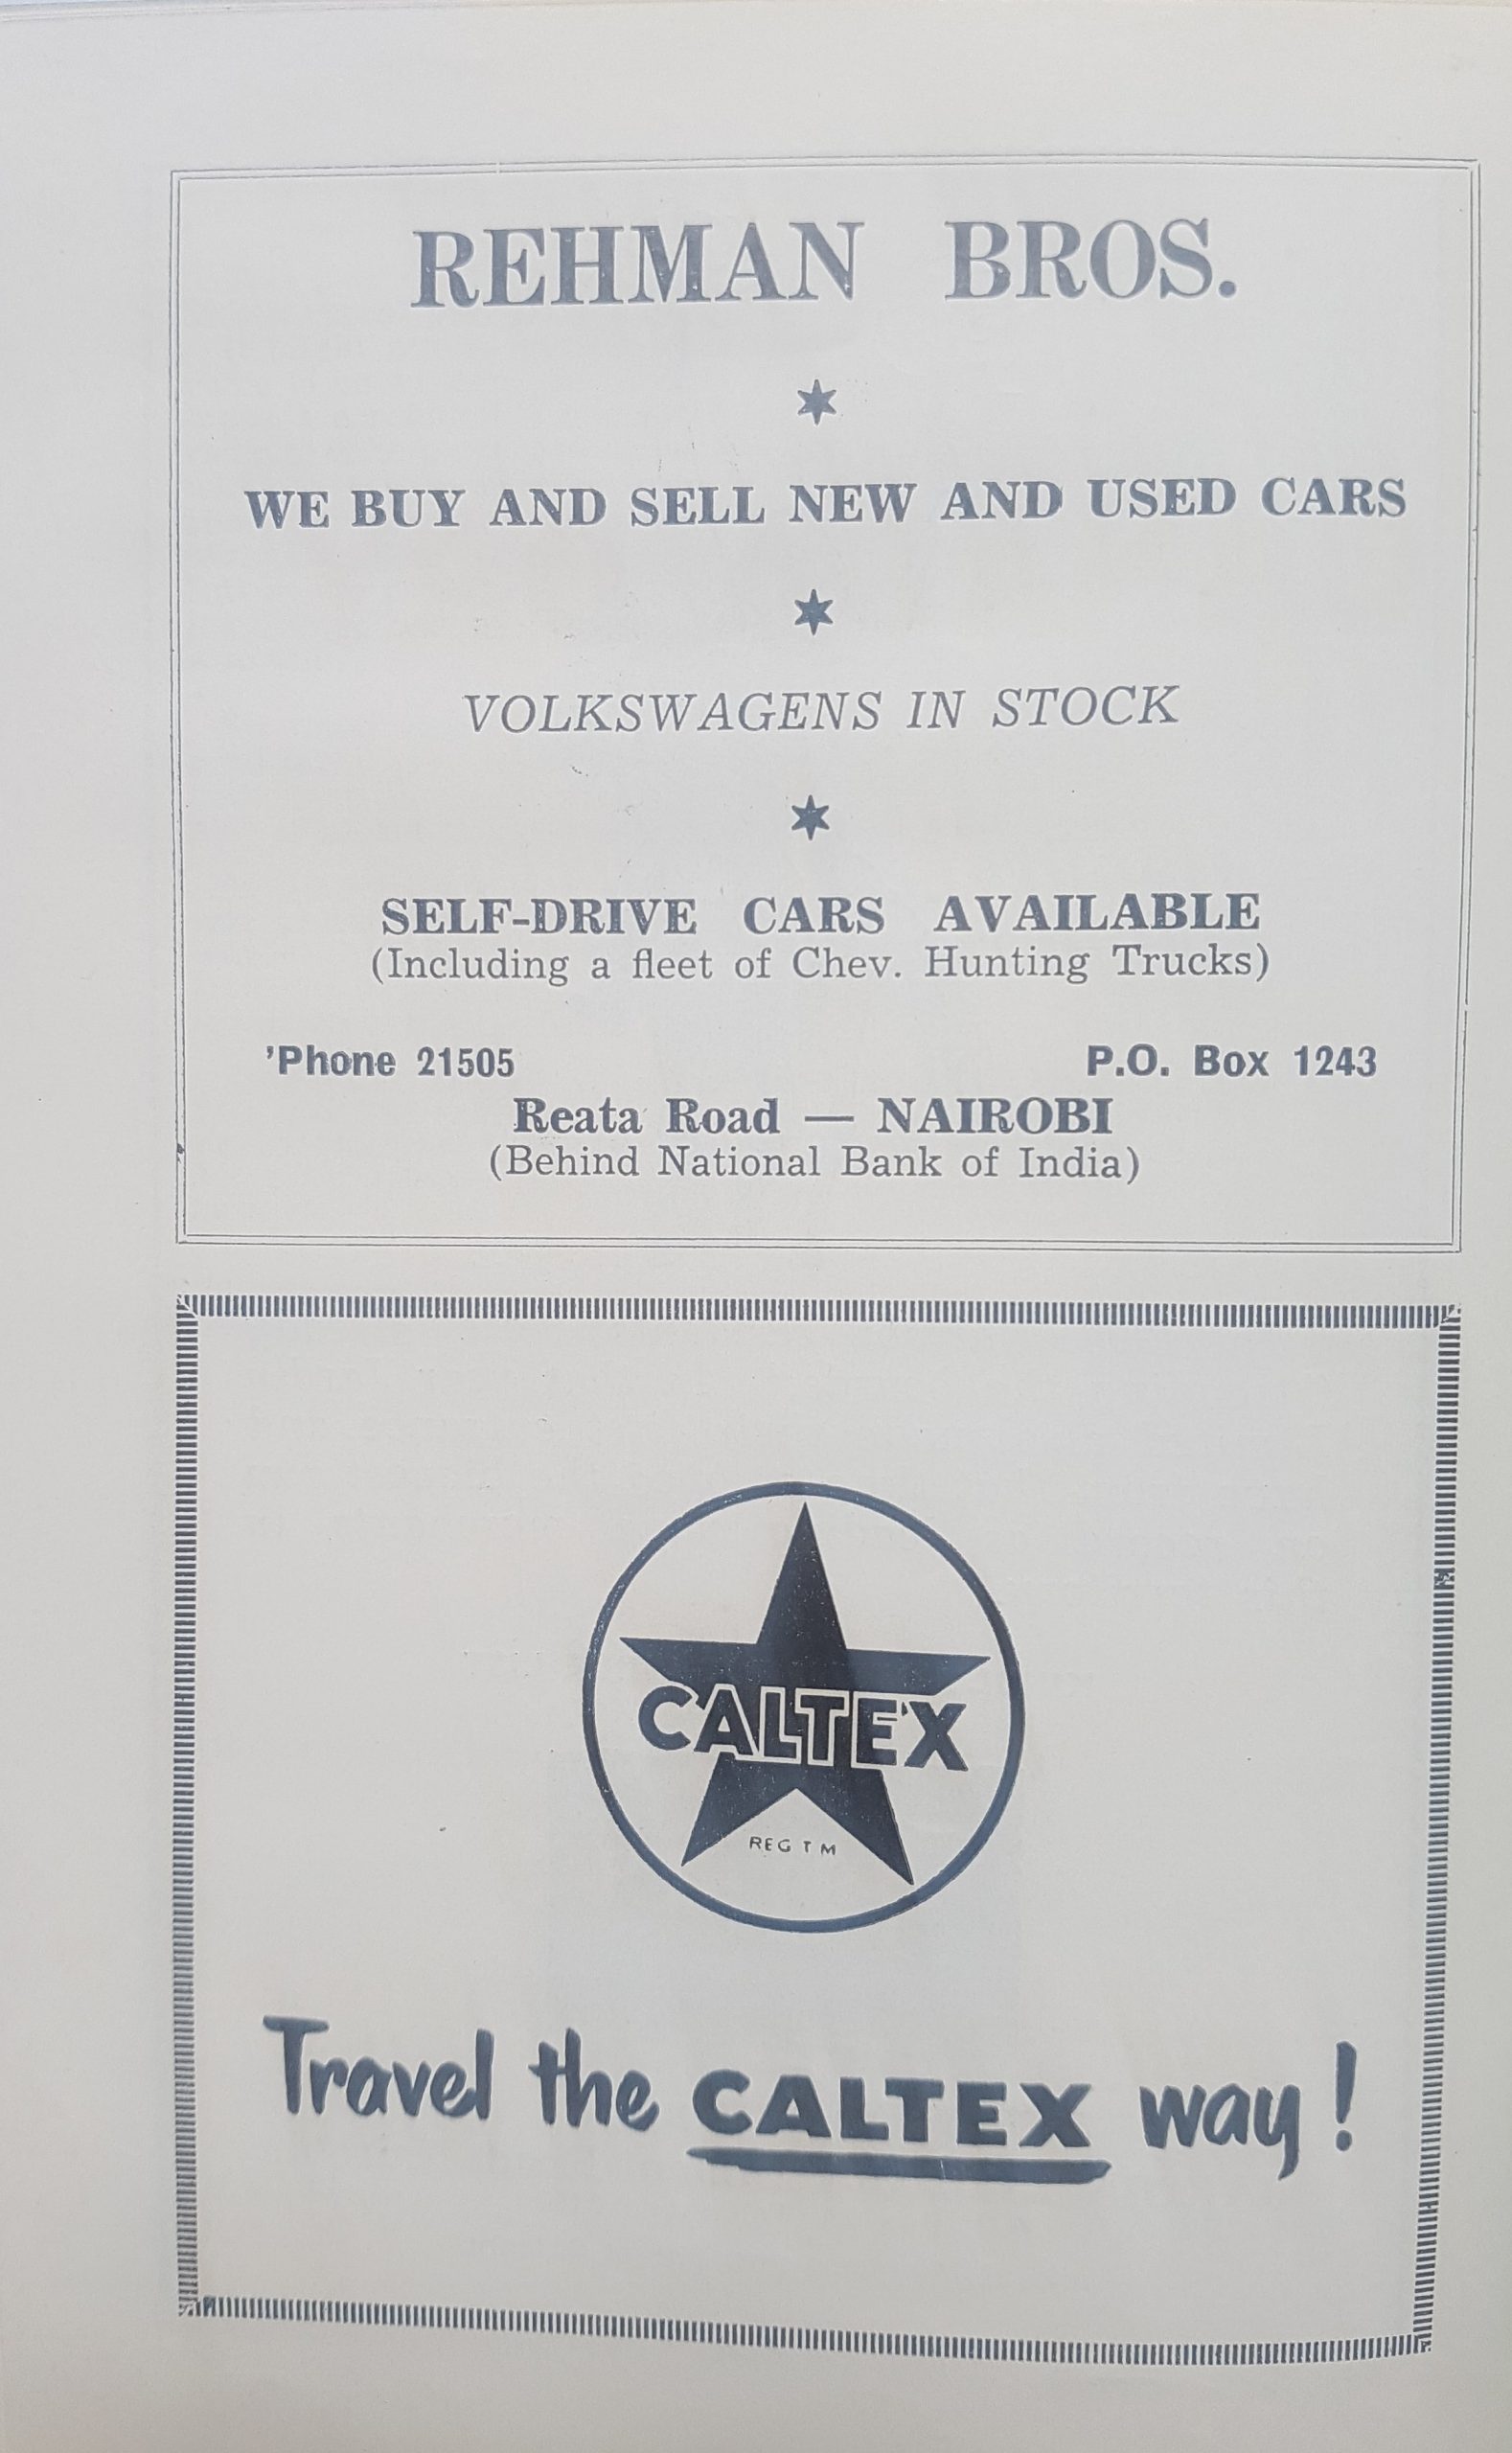 REHMAN BROS.
WE BUY AND SELL NEW AND USED CARS
VOLKSWAGENS IN STOCK
SELF-DRIVE CARS AVAILABLE
(Including a fleet of Chev. Hunting Trucks)
'Phone 21505 P.O. Box 1243
Reata Road — NAIROBI
(Behind National Bank of India)
CALTEX
REG T M
Travel the CALTEX way!